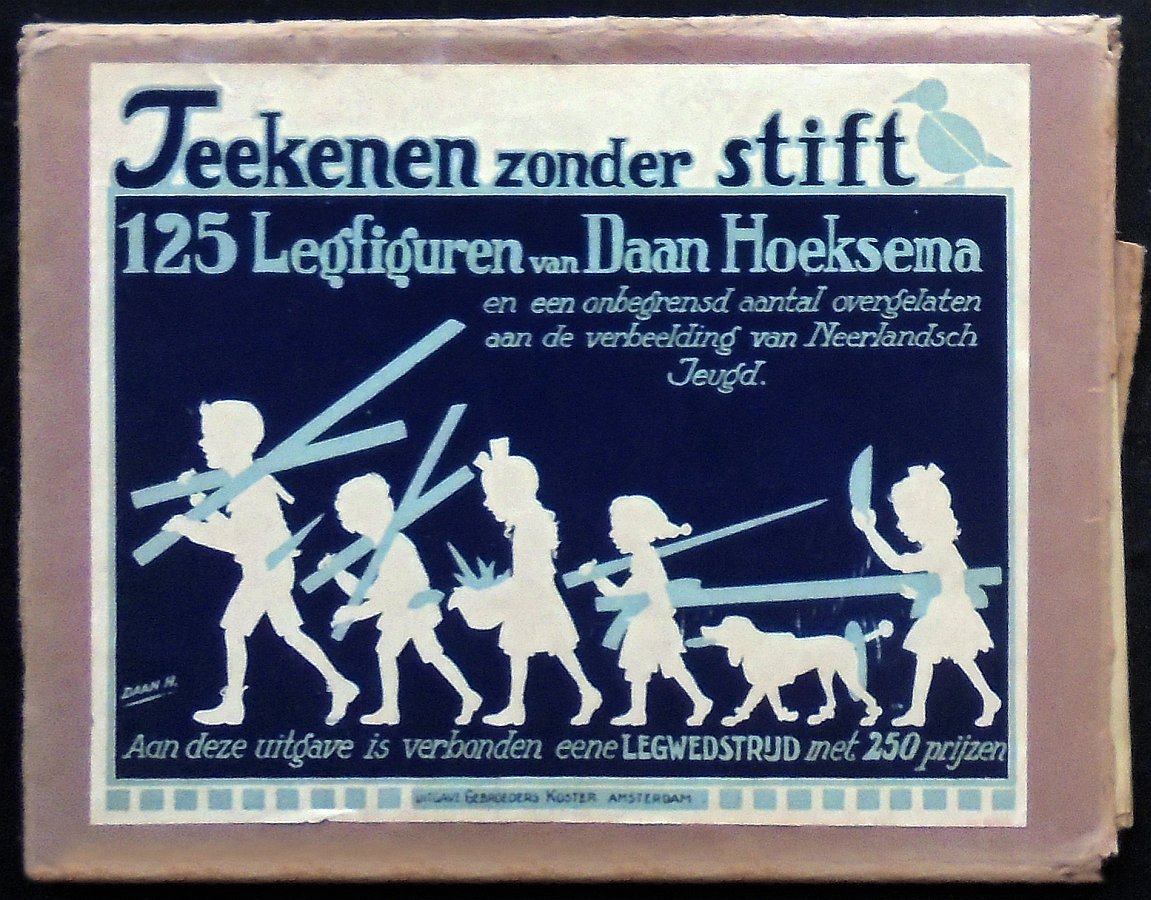 Teekenen zonder stift
125 Legfiguren van Daan Hoeksema
en een onbegrensd aantal overgelaten
aan de verbeelding van Neerlandsch
Jeugd.
DAAN H.
Aan deze uitgave is verbonden eene LEGWEDSTRIJD met 250 prijzen
UITGAVE GEBROEDERS KOSTER AMSTERDAM